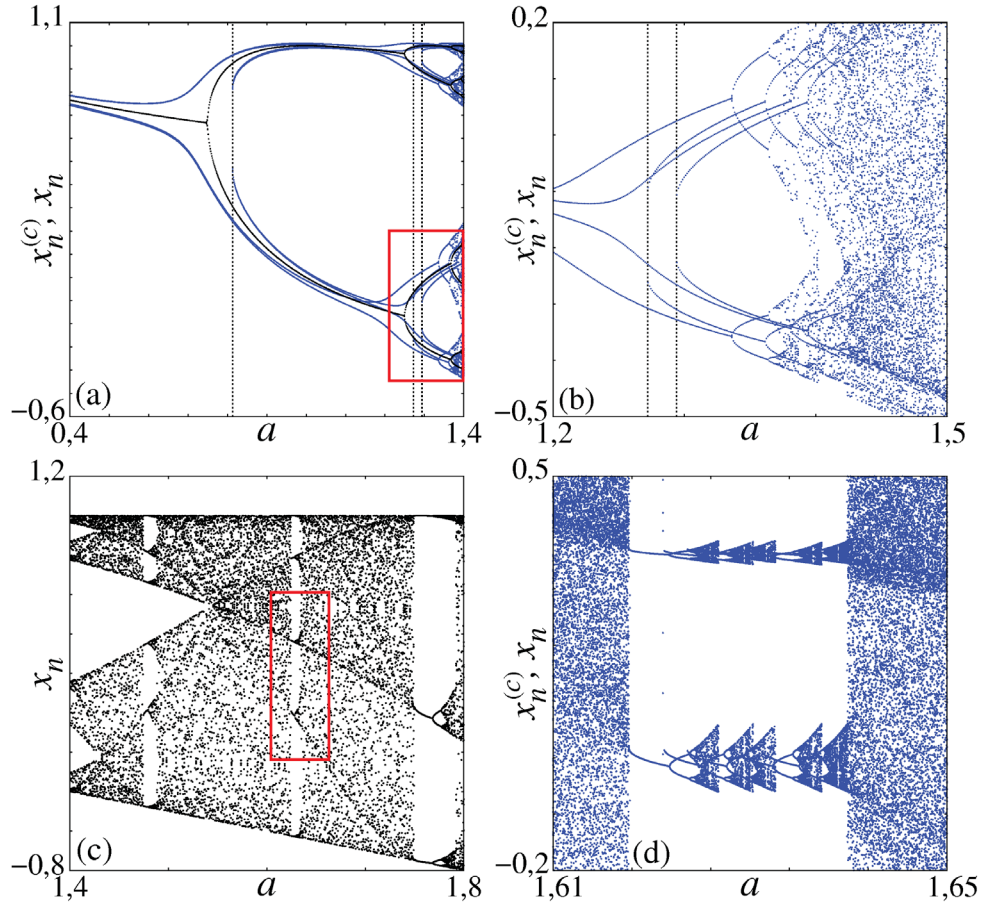 1,1
x_n^{(c)}, x_n
(a)
−0,6
0,4 a 1,4
0,2
x_n^{(c)}, x_n
(b)
−0,5
1,2 a 1,5
1,2
x_n
(c)
−0,8
1,4 a 1,8
0,5
x_n^{(c)}, x_n
(d)
−0,2
1,61 a 1,65